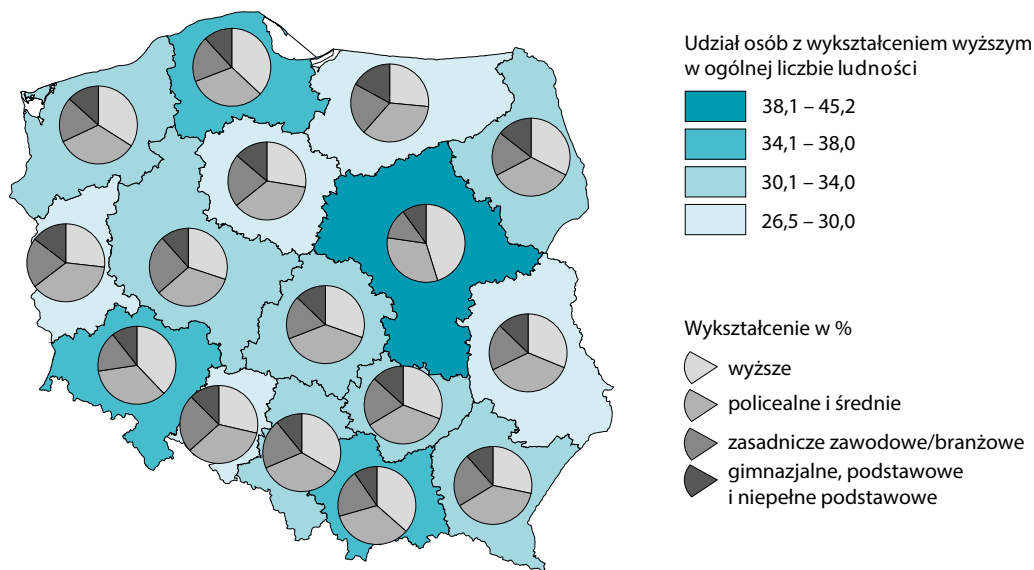 Udział osób z wykształceniem wyższym
w ogólnej liczbie ludności
38,1 – 45,2
34,1 – 38,0
30,1 – 34,0
26,5 – 30,0
Wykształcenie w %
wyższe
policealne i średnie
zasadnicze zawodowe/branżowe
gimnazjalne, podstawowe
i niepełne podstawowe